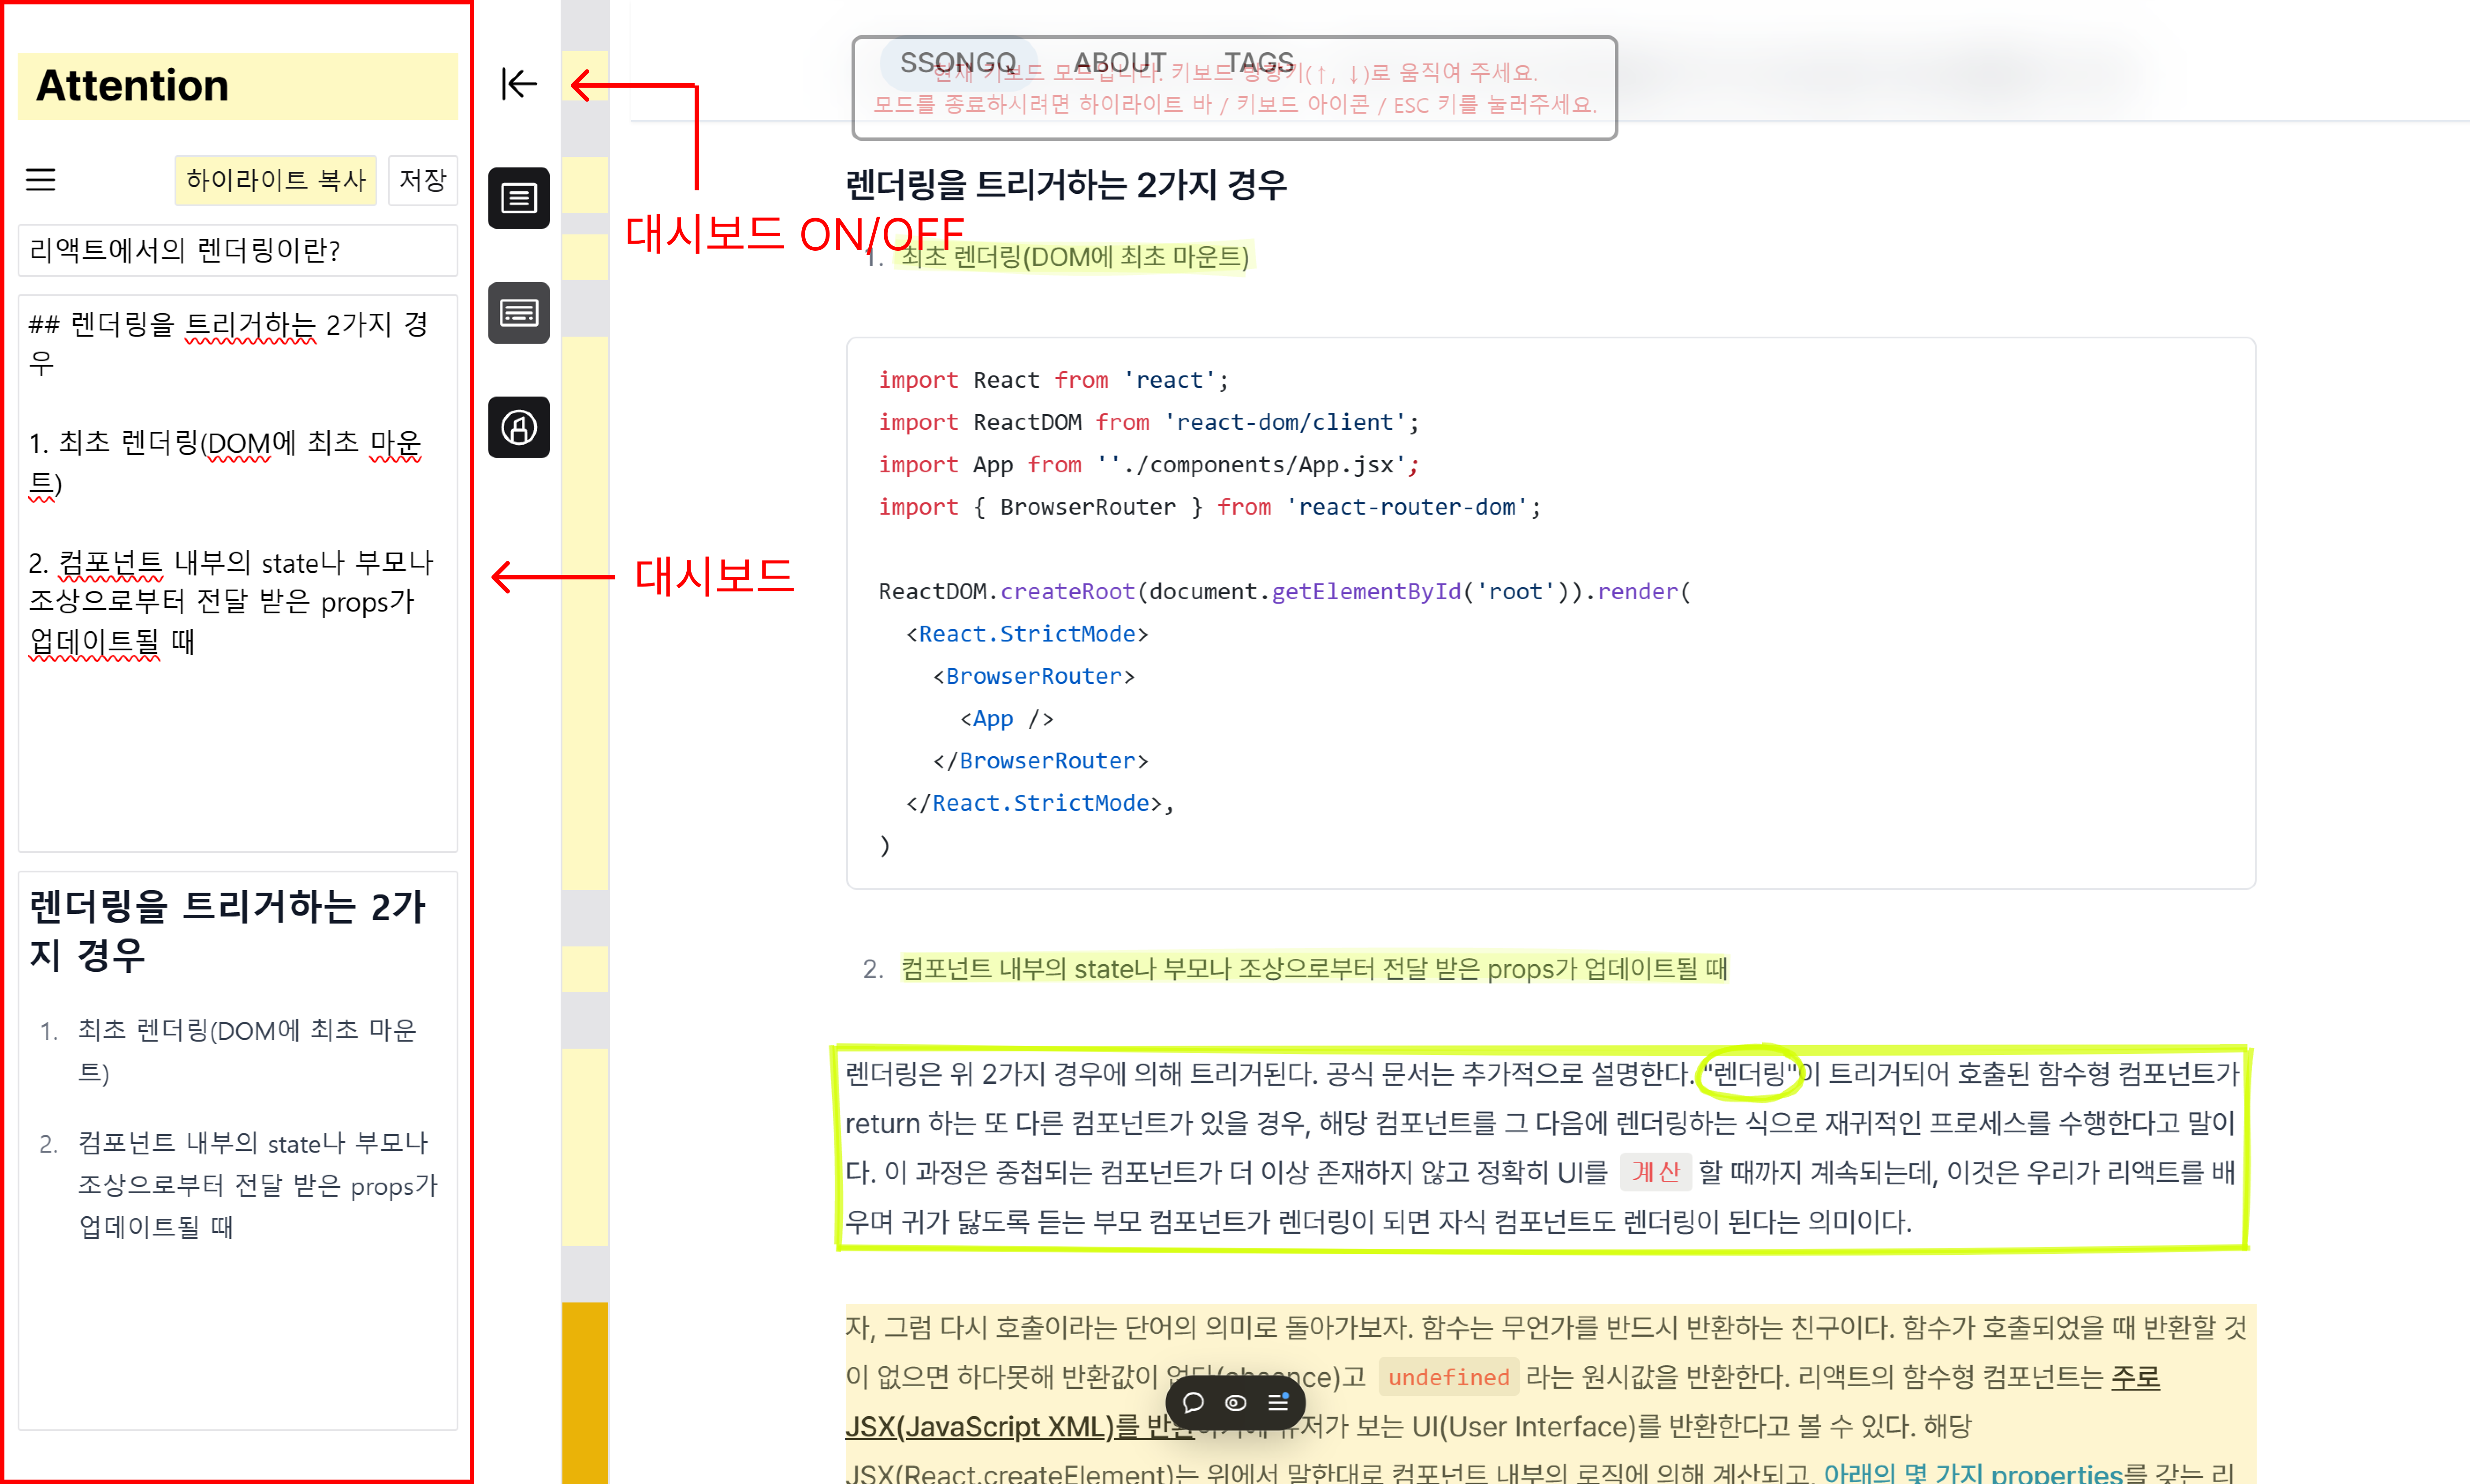 Attention
하이라이트 복사
저장
리액트에서의 렌더링이란?
## 렌더링을 트리거하는 2가지 경
우
1. 최초 렌더링(DOM에 최초 마운
트)
2. 컴포넌트 내부의 state나 부모나
조상으로부터 전달 받은 props가
업데이트될 때
렌더링을 트리거하는 2가
지 경우
1. 최초 렌더링(DOM에 최초 마운
트)
2. 컴포넌트 내부의 state나 부모나
조상으로부터 전달 받은 props가
업데이트될 때
대시보드 ON/OFF
대시보드
SSONGQ ABOUT TAGS
현재 키보드 모드입니다. 키보드 방향키(↑, ↓)로 움직여 주세요.
모드를 종료하시려면 하이라이트 바 / 키보드 아이콘 / ESC 키를 눌러주세요.
렌더링을 트리거하는 2가지 경우
1. 최초 렌더링(DOM에 최초 마운트)
import React from 'react';
import ReactDOM from 'react-dom/client';
import App from ''./components/App.jsx';
import { BrowserRouter } from 'react-router-dom';
ReactDOM.createRoot(document.getElementById('root')).render(
<React.StrictMode>
<BrowserRouter>
<App />
</BrowserRouter>
</React.StrictMode>,
)
2. 컴포넌트 내부의 state나 부모나 조상으로부터 전달 받은 props가 업데이트될 때
렌더링은 위 2가지 경우에 의해 트리거된다. 공식 문서는 추가적으로 설명한다. "렌더링"이 트리거되어 호출된 함수형 컴포넌트가
return 하는 또 다른 컴포넌트가 있을 경우, 해당 컴포넌트를 그 다음에 렌더링하는 식으로 재귀적인 프로세스를 수행한다고 말이
다. 이 과정은 중첩되는 컴포넌트가 더 이상 존재하지 않고 정확히 UI를 계산 할 때까지 계속되는데, 이것은 우리가 리액트를 배
우며 귀가 닳도록 듣는 부모 컴포넌트가 렌더링이 되면 자식 컴포넌트도 렌더링이 된다는 의미이다.
자, 그럼 다시 호출이라는 단어의 의미로 돌아가보자. 함수는 무언가를 반드시 반환하는 친구이다. 함수가 호출되었을 때 반환할 것
이 없으면 하다못해 반환값이 없다(absence)고 undefined 라는 원시값을 반환한다. 리액트의 함수형 컴포넌트는 주로
JSX(JavaScript XML)를 반환 유저가 보는 UI(User Interface)를 반환한다고 볼 수 있다. 해당
JSX(React.createElement)는 위에서 말한대로 컴포넌트 내부의 로직에 의해 계산되고, 아래의 몇 가지 properties를 갖는 리